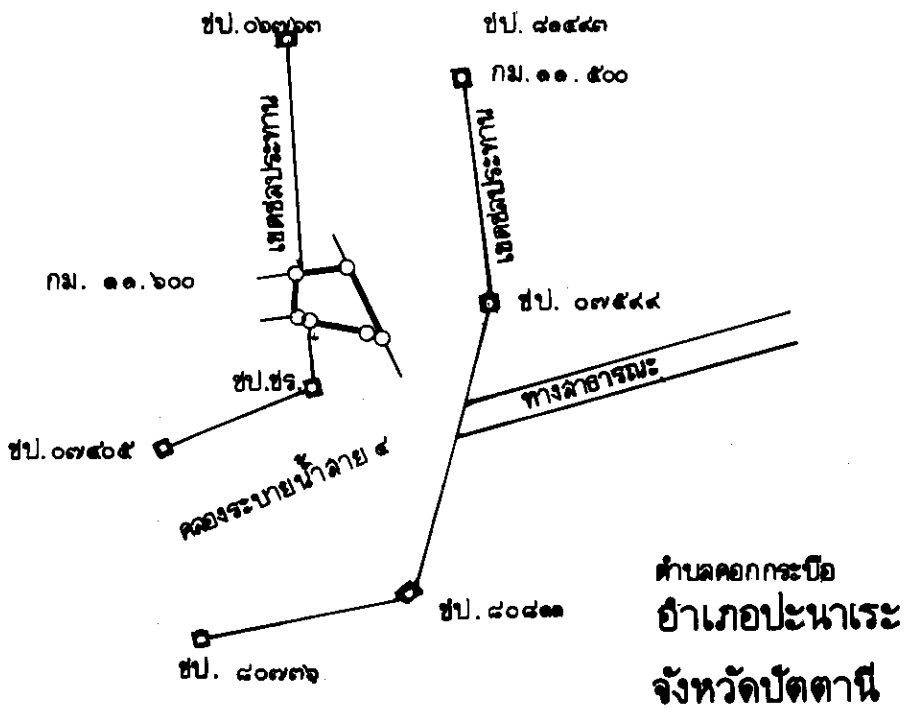 ชป. ๐๖๗๖๓
ชป. ๘๑๕๔๓
กม. ๑๑. ๕๐๐
เขตชลประทาน
เขตชลประทาน
กม. ๑๑.๖๐๐
ชป. ๐๗๕๙๙
ชป.ชร.
ทางสาธารณะ
ชป.๐๗๔๐๕
คลองระบายน้ำสาย ๔
ตำบลคอกกระบือ
ชป. ๘๐๘๑๑
อำเภอปะนาเระ
ชป. ๘๐๗๓๖
จังหวัดปัตตานี